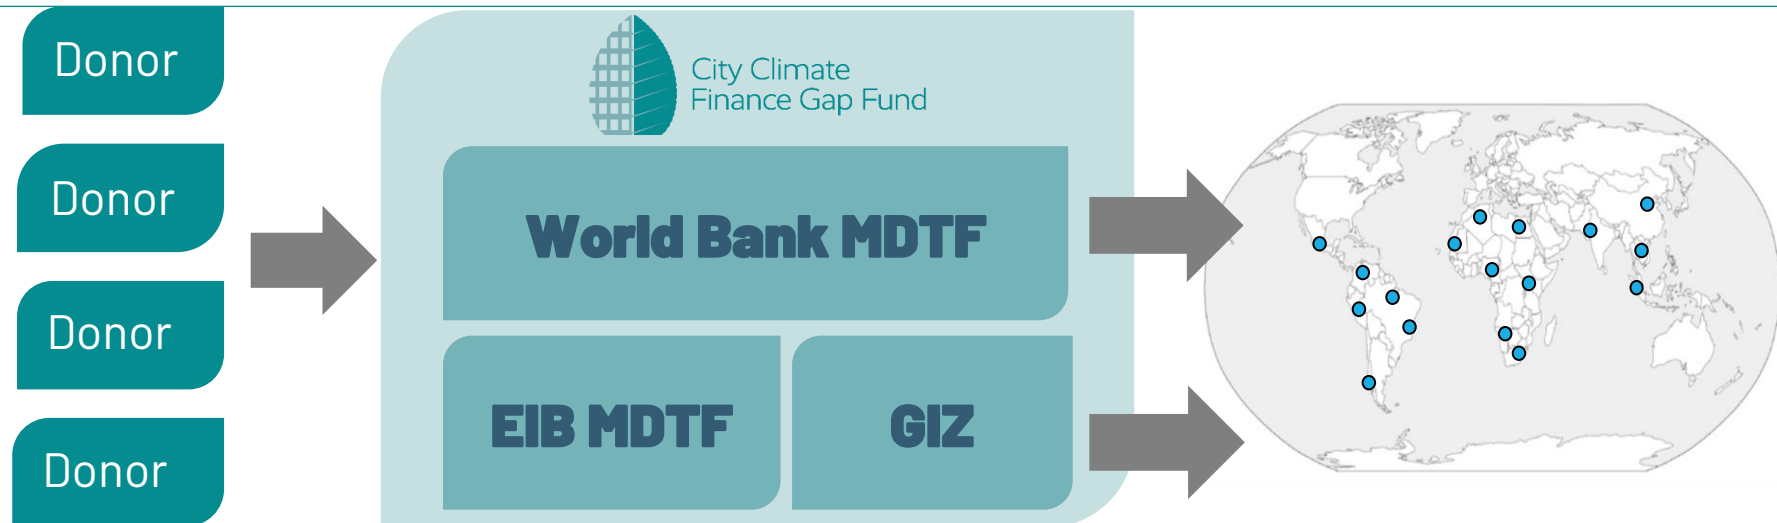 Donor
Donor
Donor
Donor
City Climate
Finance Gap Fund
World Bank MDTF
EIB MDTF
GIZ